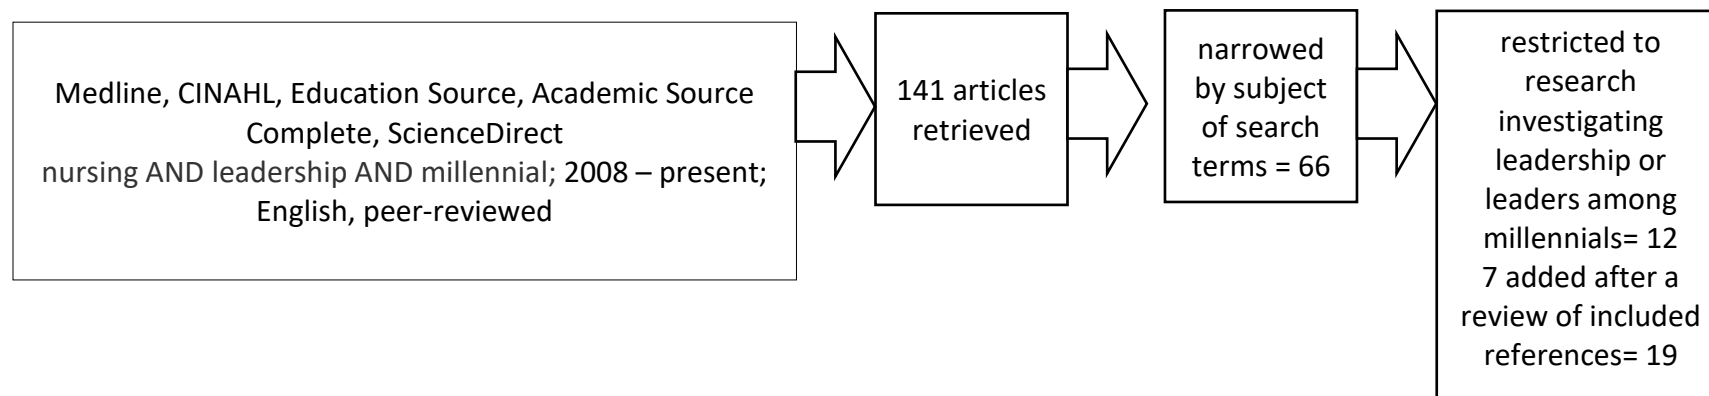 Medline, CINAHL, Education Source, Academic Source
Complete, ScienceDirect
nursing AND leadership AND millennial; 2008 – present;
English, peer-reviewed
141 articles
retrieved
narrowed
by subject
of search
terms = 66
restricted to
research
investigating
leadership or
leaders among
millennials= 12
7 added after a
review of included
references= 19